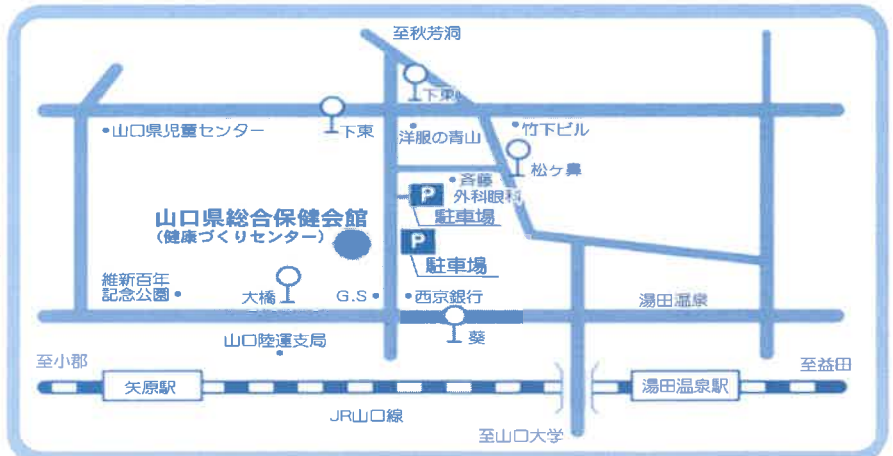 至秋芳洞
下東
山口県児童センター
下東
洋服の青山
竹下ビル
松ヶ鼻
斉藤
外科眼科
P
駐車場
山口県総合保健会館
(健康づくりセンター)
P
駐車場
維新百年
記念公園
大橋
G.S
西京銀行
湯田温泉
山口陸運支局
葵
至小郡
至益田
矢原駅
湯田温泉駅
JR山口線
至山口大学